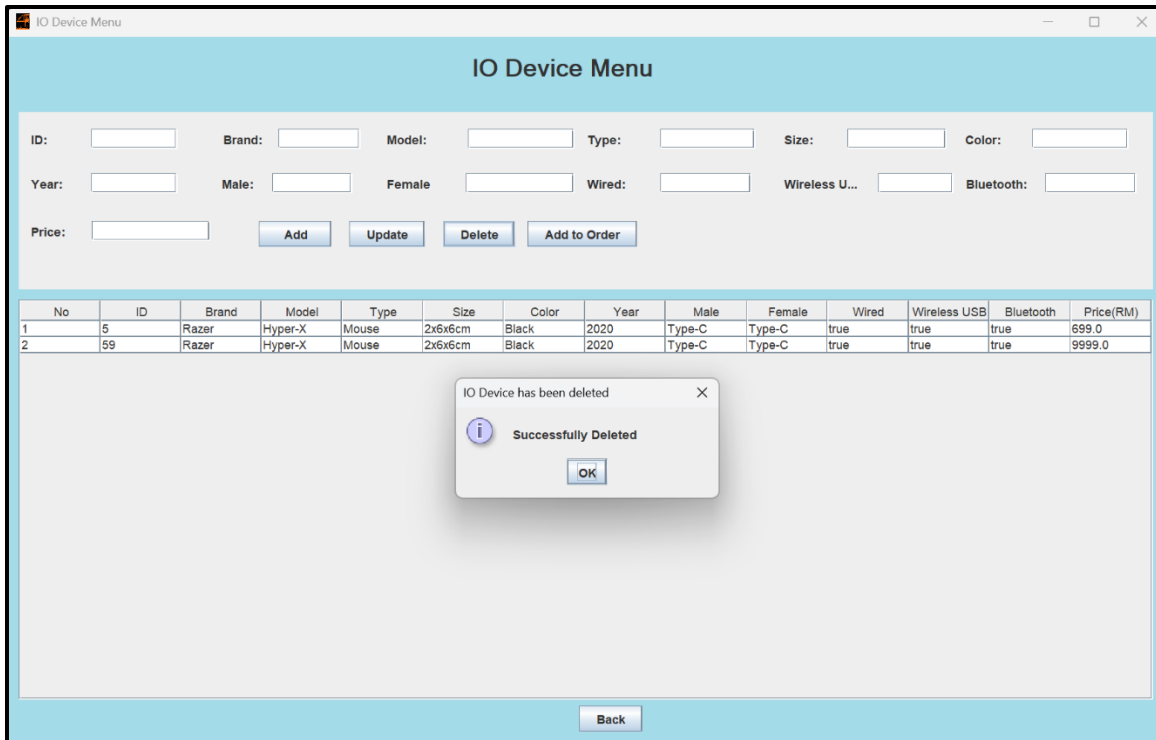 IO Device Menu
IO Device Menu
ID: Brand: Model: Type: Size: Color:
Year: Male: Female Wired: Wireless U... Bluetooth:
Price: Add Update Delete Add to Order
No ID Brand Model Type Size Color Year Male Female Wired Wireless USB Bluetooth Price(RM)
1 5 Razer Hyper-X Mouse 2x6x6cm Black 2020 Type-C Type-C true true true 699.0
2 59 Razer Hyper-X Mouse 2x6x6cm Black 2020 Type-C Type-C true true true 9999.0
IO Device has been deleted
Successfully Deleted
OK
Back